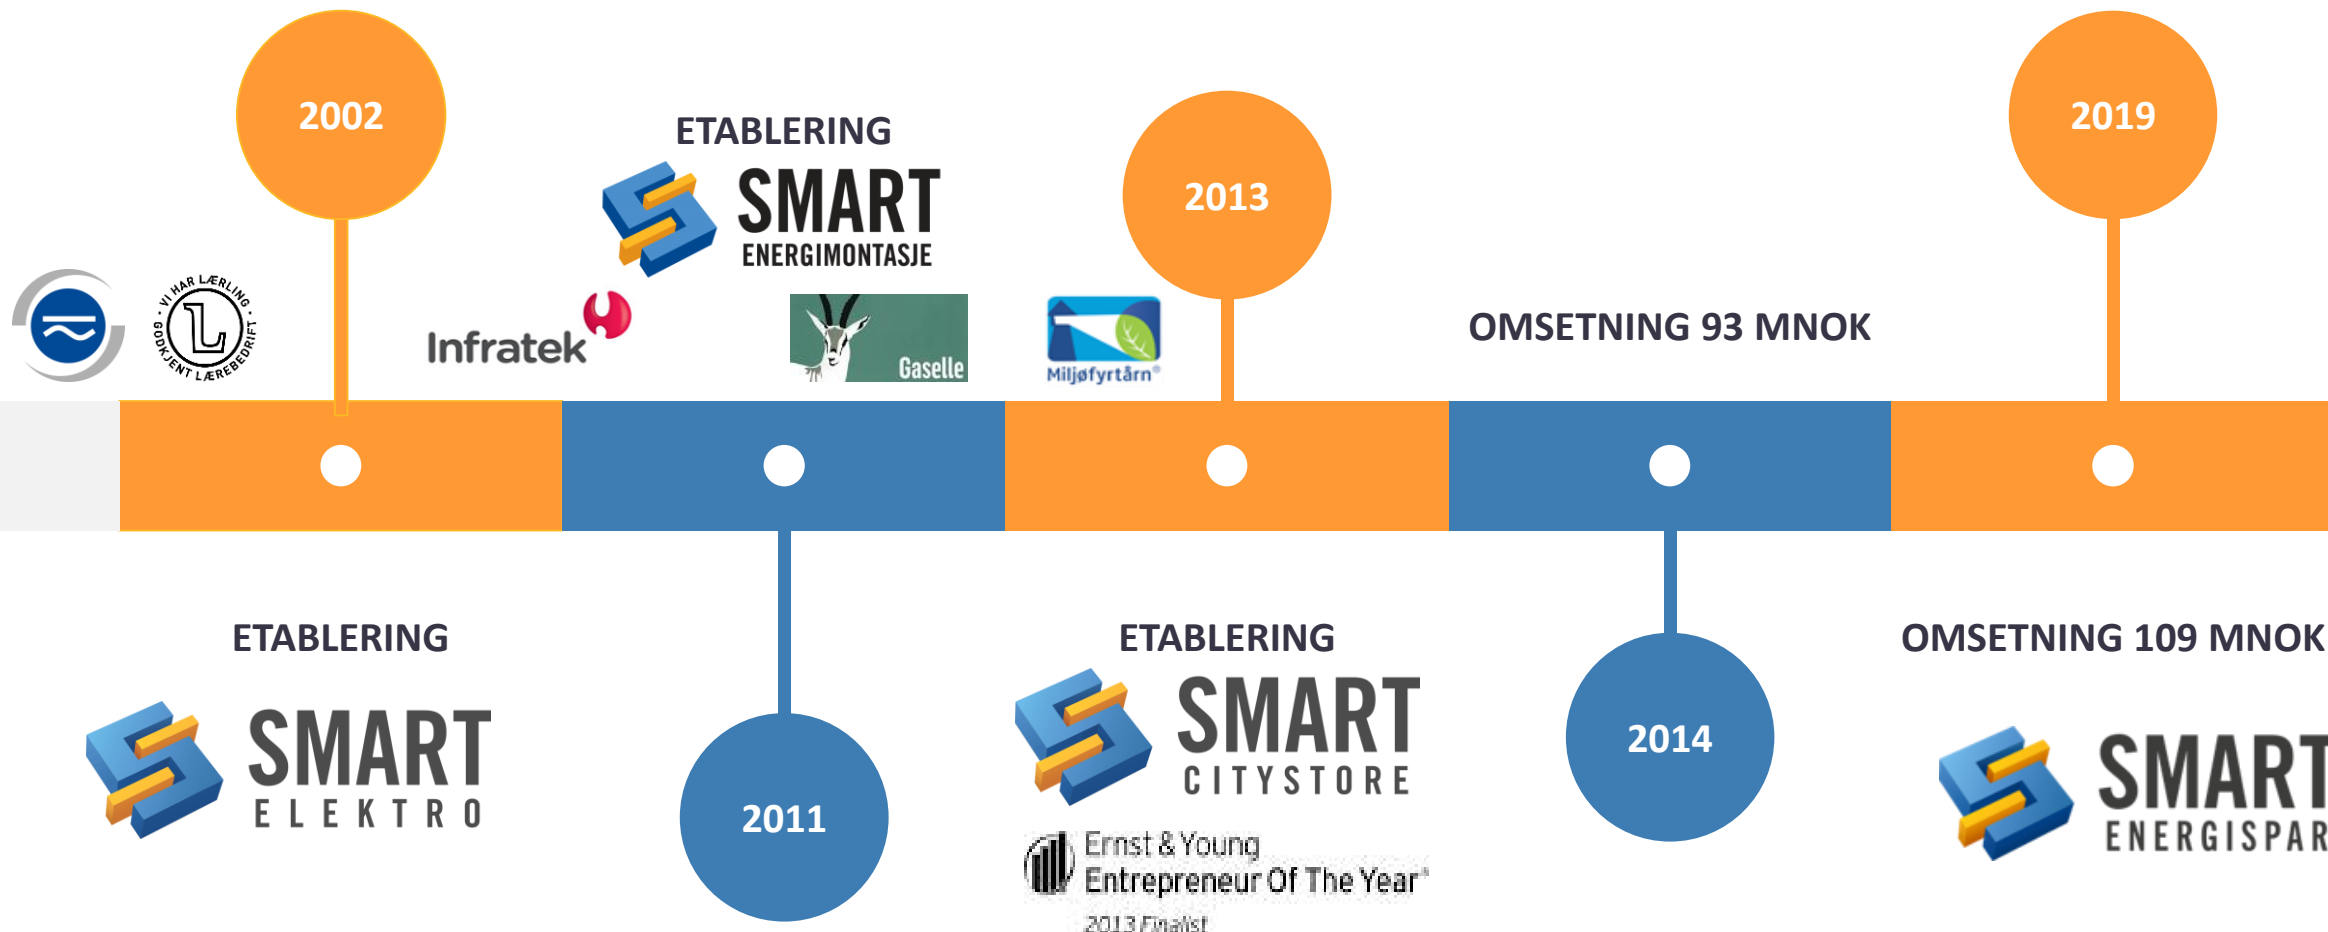 2002
ETABLERING
SMART
ENERGIMONTASJE
2013
2019
VI HAR LÆRLING
L
GODKJENT LÆREBEDRIFT
Infratek
Gaselle
Miljøfyrtårn®
OMSETNING 93 MNOK
ETABLERING
SMART
ELEKTRO
2011
ETABLERING
SMART
CITYSTORE
Ernst & Young
Entrepreneur Of The Year®
2013 Finalist
2014
OMSETNING 109 MNOK
SMART
ENERGISPAR